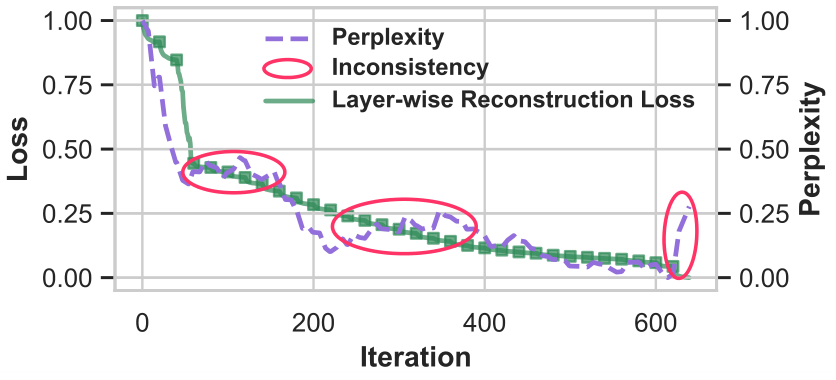 Perplexity
Inconsistency
Layer-wise Reconstruction Loss
1.00
0.75
0.50
0.25
0.00
Loss
1.00
0.75
0.50
0.25
0.00
Perplexity
0 200 400 600
Iteration